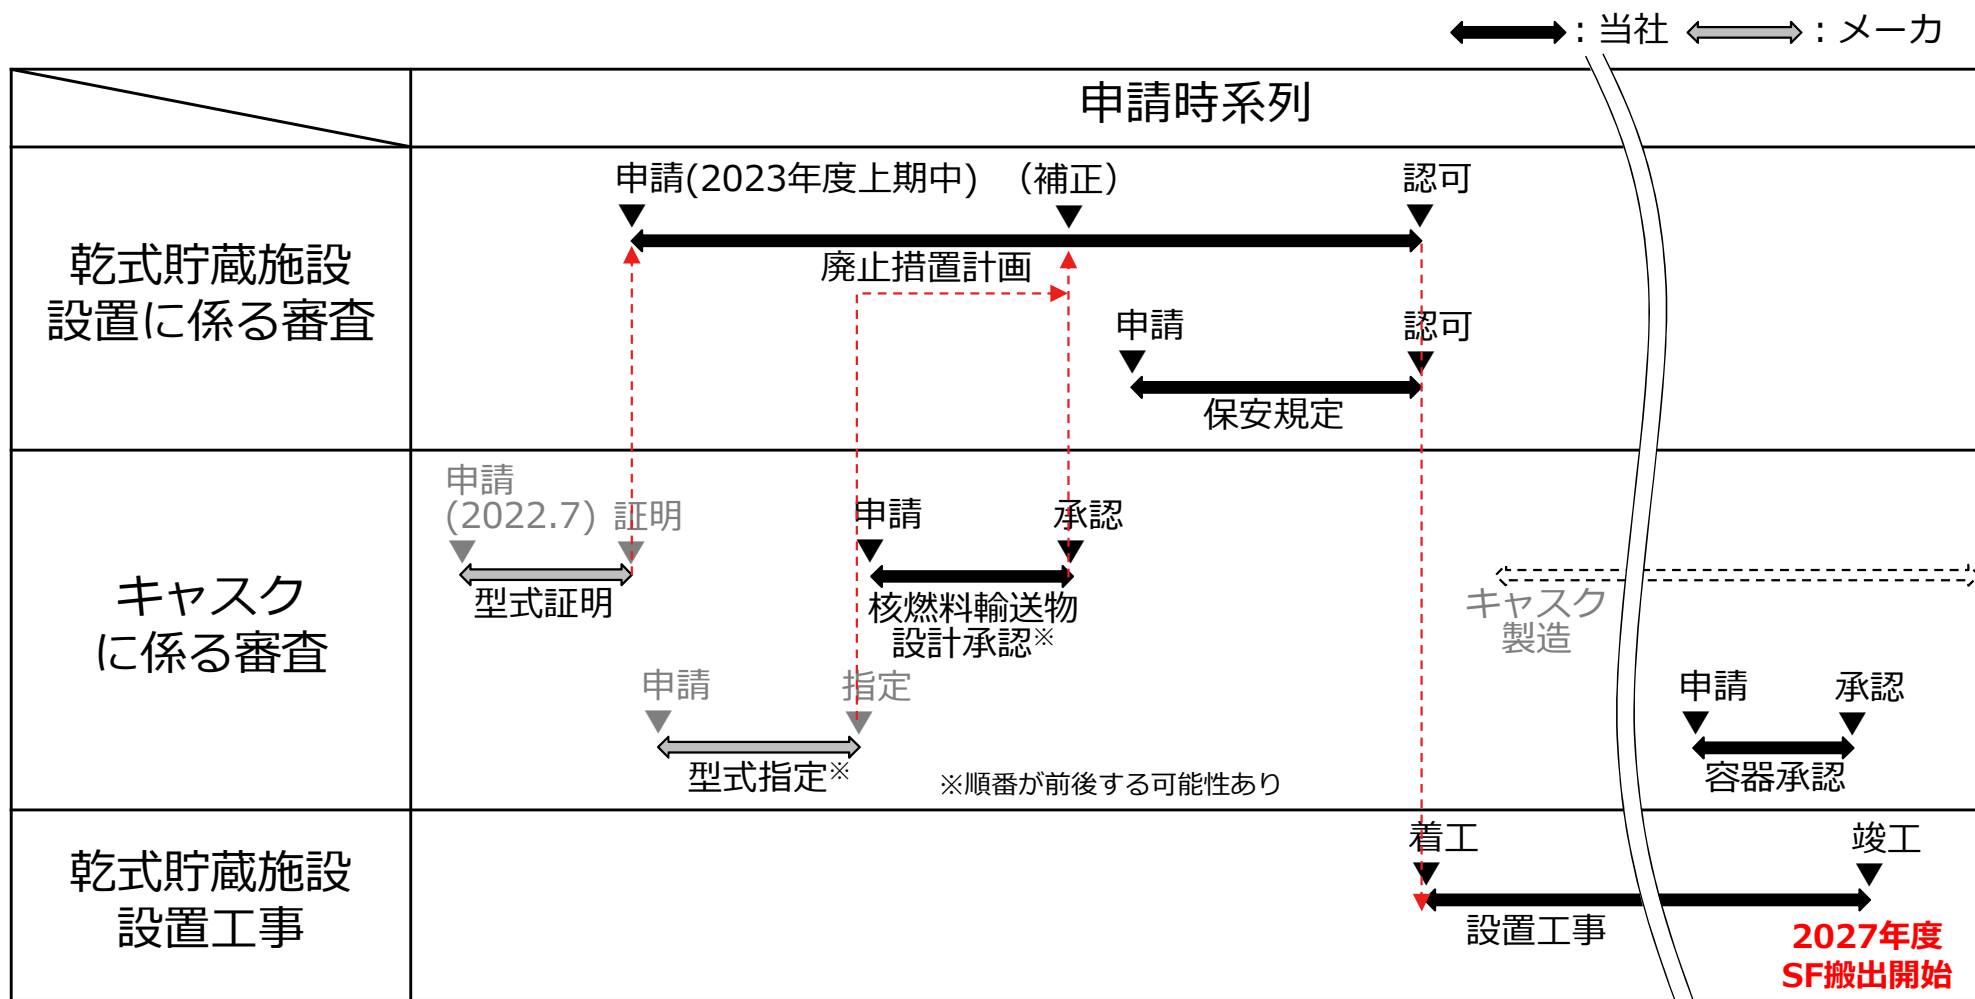 ：当社 ：メーカ
申請時系列
乾式貯蔵施設
設置に係る審査
申請(2023年度上期中) （補正） 認可
廃止措置計画
申請 認可
保安規定
キャスク
に係る審査
申請
(2022.7) 証明
型式証明
申請 承認
核燃料輸送物
設計承認※
キャスク
製造
申請 指定
型式指定※
※順番が前後する可能性あり
申請 承認
容器承認
乾式貯蔵施設
設置工事
着工 竣工
設置工事
2027年度
SF搬出開始